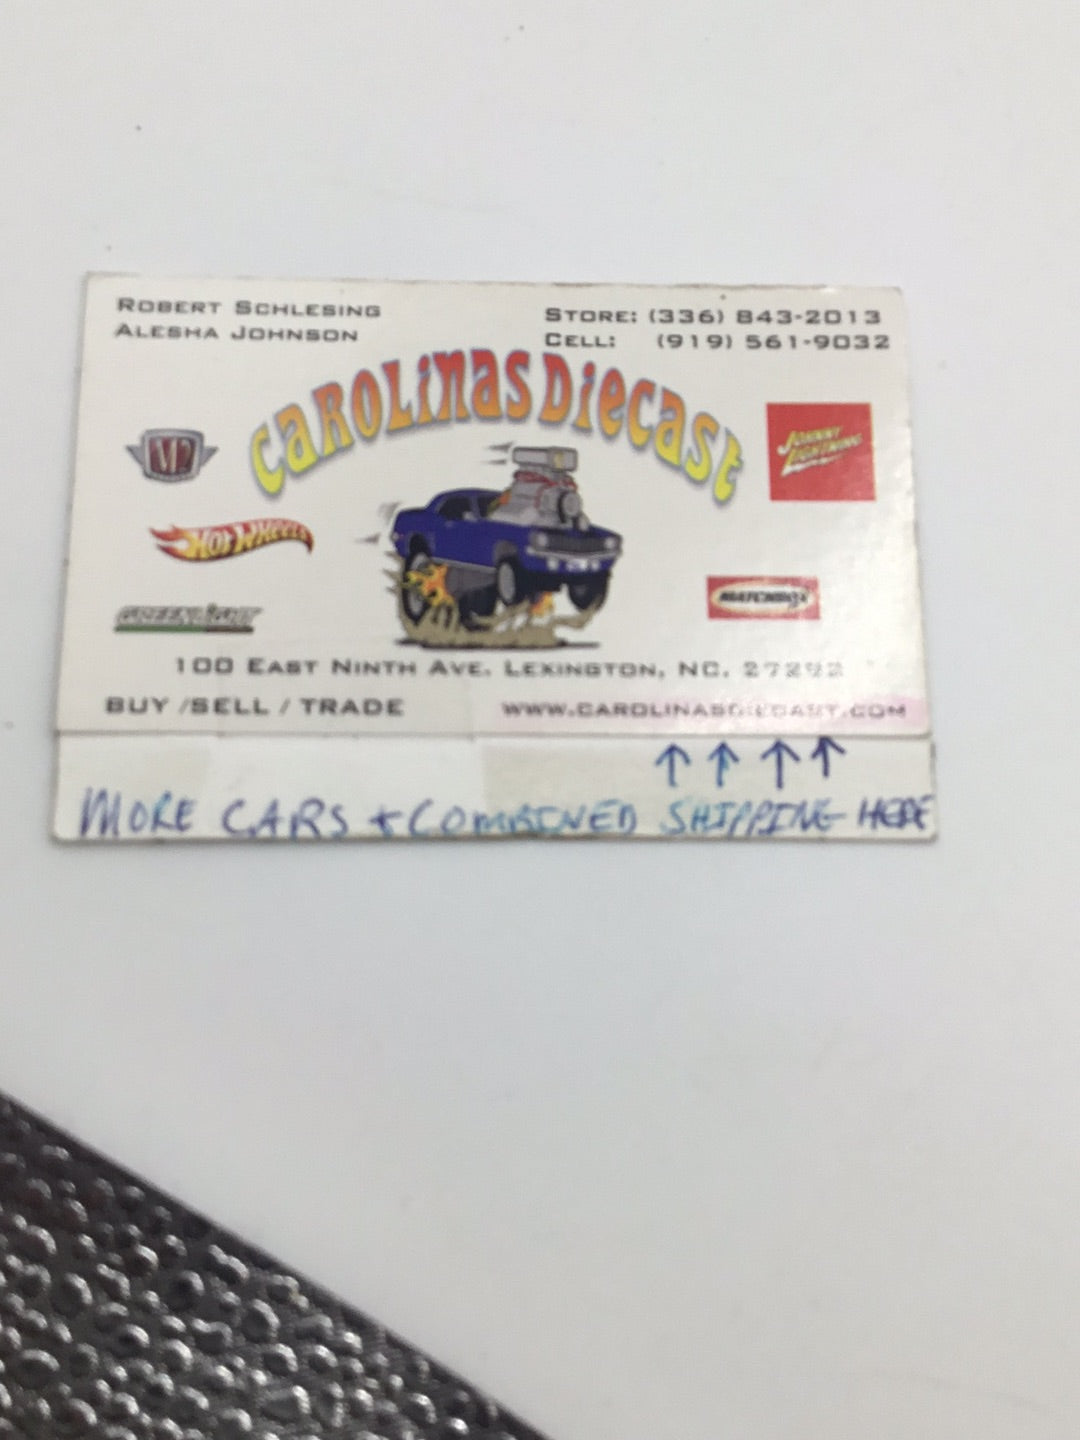 ROBERT SCHLESING
ALESHA JOHNSON
STORE: (336) 843-2013
CELL: (919) 561-9032
CAROLINAS DIECAST
M2
JOHNNY LIGHTNING
HOT WHEELS
GREENLIGHT
MATCHBOX
100 EAST NINTH AVE. LEXINGTON, NC. 27292
BUY /SELL / TRADE
WWW.CAROLINASDIECAST.COM
↑ ↑ ↑ ↑
MORE CARS + COMBINED SHIPPING HERE